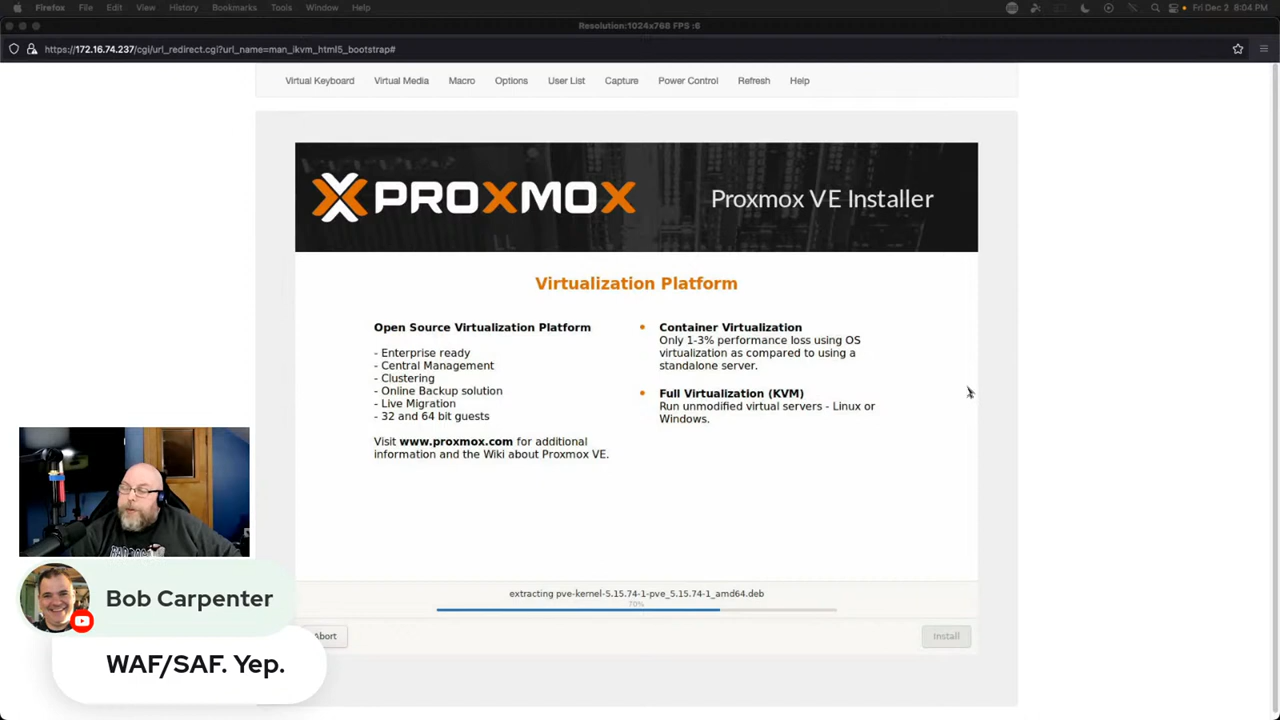 Firefox File Edit View History Bookmarks Tools Window Help
Fri Dec 2 8:04 PM
Resolution:1024x768 FPS :6
https://172.16.74.237/cgi/url_redirect.cgi?url_name=man_ikvm_html5_bootstrap#
Virtual Keyboard Virtual Media Macro Options User List Capture Power Control Refresh Help
PROXMOX
Proxmox VE Installer
Virtualization Platform
Open Source Virtualization Platform
- Enterprise ready
- Central Management
- Clustering
- Online Backup solution
- Live Migration
- 32 and 64 bit guests
Visit www.proxmox.com for additional
information and the Wiki about Proxmox VE.
Container Virtualization
Only 1-3% performance loss using OS
virtualization as compared to using a
standalone server.
Full Virtualization (KVM)
Run unmodified virtual servers - Linux or
Windows.
extracting pve-kernel-5.15.74-1-pve_5.15.74-1_amd64.deb
70%
Abort
Install
Bob Carpenter
WAF/SAF. Yep.